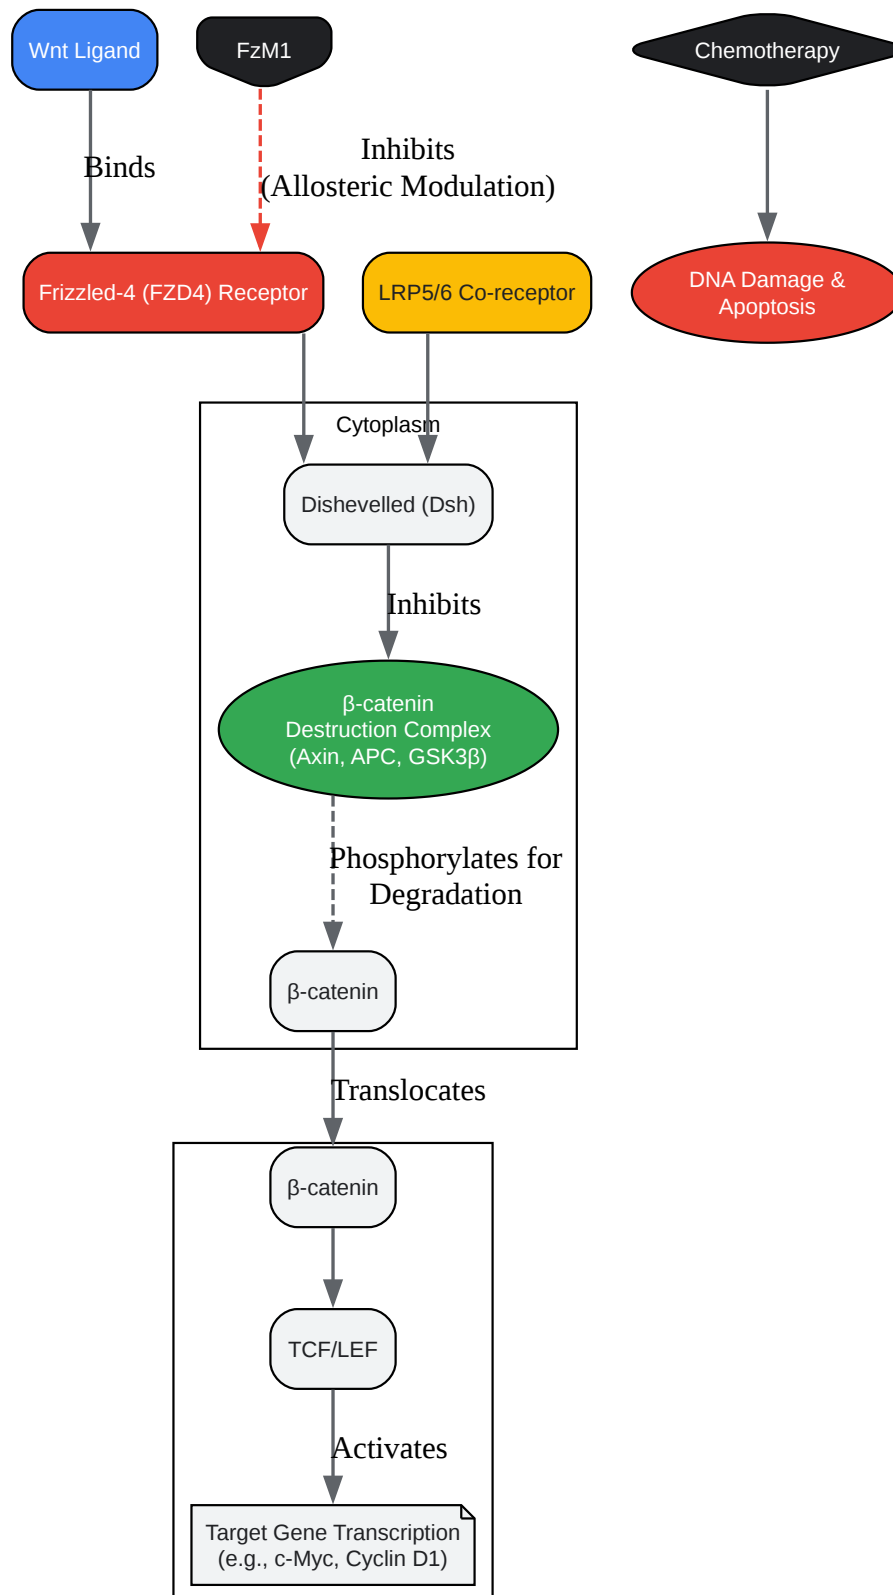 Wnt Ligand
FzM1
Chemotherapy
Binds
Inhibits
(Allosteric Modulation)
Frizzled-4 (FZD4) Receptor
LRP5/6 Co-receptor
DNA Damage &
Apoptosis
Cytoplasm
Dishevelled (Dsh)
Inhibits
β-catenin
Destruction Complex
(Axin, APC, GSK3β)
Phosphorylates for
Degradation
β-catenin
Translocates
β-catenin
TCF/LEF
Activates
Target Gene Transcription
(e.g., c-Myc, Cyclin D1)